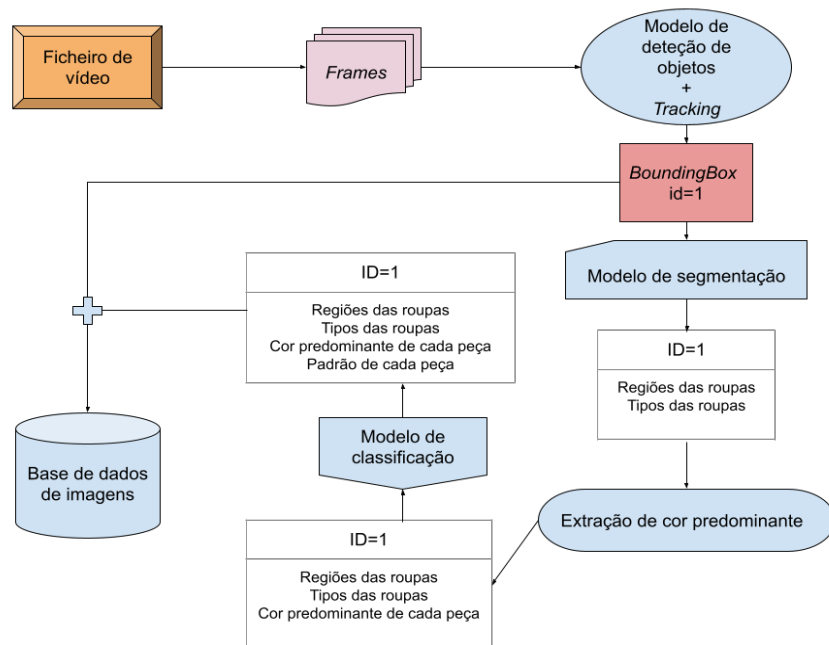 Ficheiro de
vídeo
Frames
Modelo de
deteção de
objetos
+
Tracking
BoundingBox
id=1
Modelo de segmentação
ID=1
Regiões das roupas
Tipos das roupas
Extração de cor predominante
ID=1
Regiões das roupas
Tipos das roupas
Cor predominante de cada peça
Modelo de
classificação
ID=1
Regiões das roupas
Tipos das roupas
Cor predominante de cada peça
Padrão de cada peça
Base de dados
de imagens